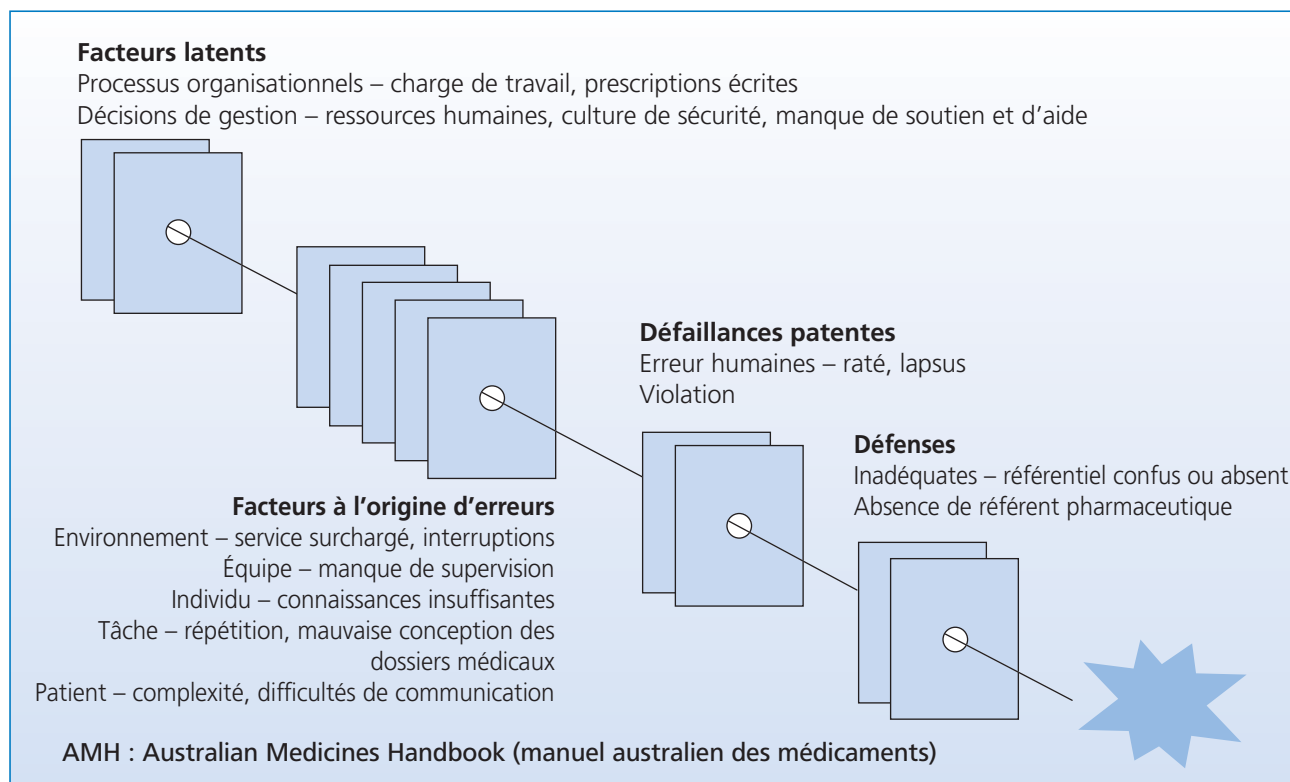 Facteurs latents
Processus organisationnels – charge de travail, prescriptions écrites
Décisions de gestion – ressources humaines, culture de sécurité, manque de soutien et d’aide
Facteurs à l’origine d’erreurs
Environnement – service surchargé, interruptions
Équipe – manque de supervision
Individu – connaissances insuffisantes
Tâche – répétition, mauvaise conception des
dossiers médicaux
Patient – complexité, difficultés de communication
Défaillances patentes
Erreur humaines – raté, lapsus
Violation
Défenses
Inadéquates – référentiel confus ou absent
Absence de référent pharmaceutique
AMH : Australian Medicines Handbook (manuel australien des médicaments)